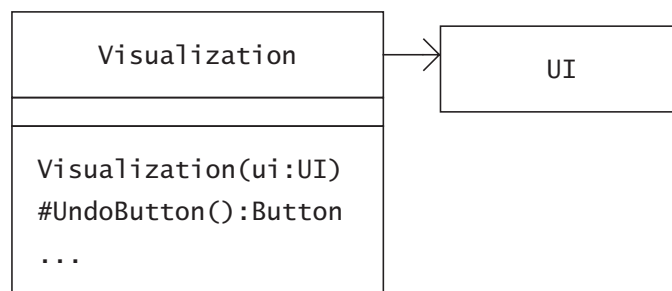 Visualization
UI
Visualization(ui:UI)
#UndoButton():Button
...